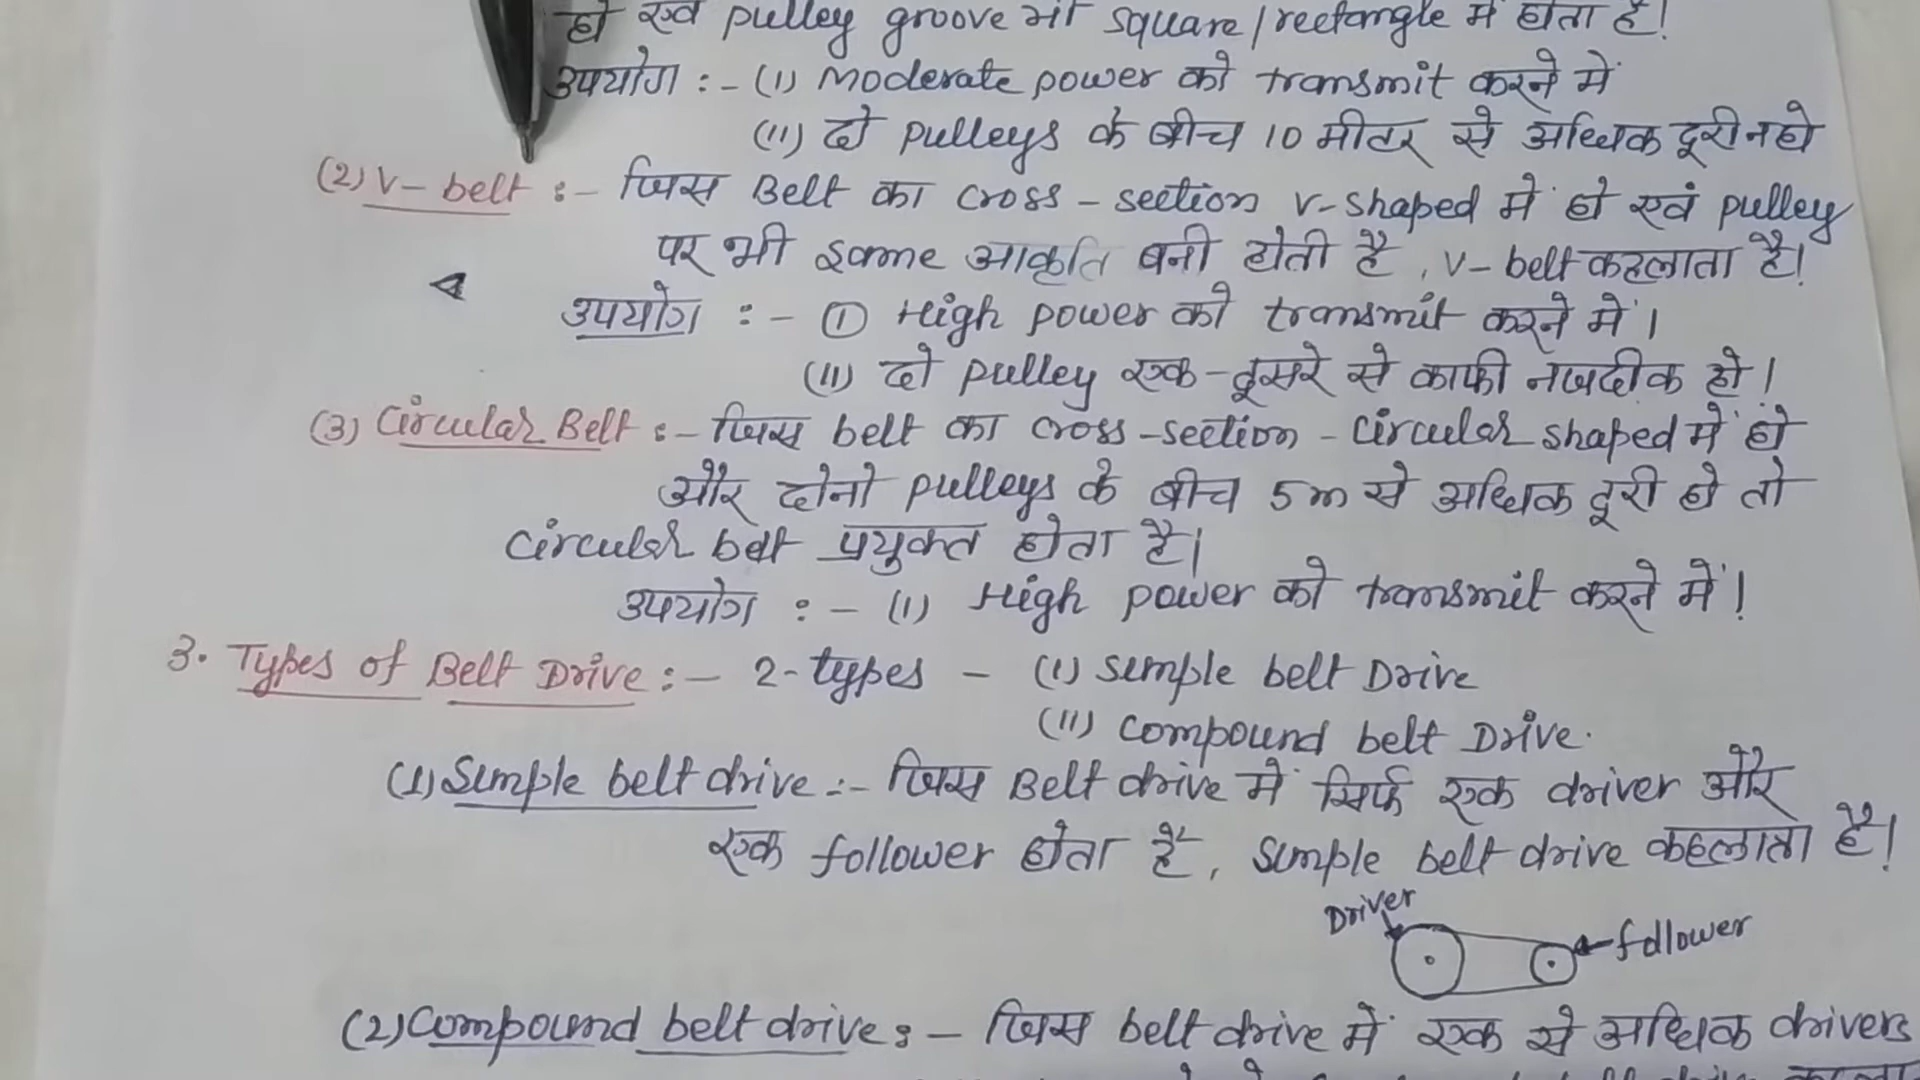 हो एवं pulley groove भी square/rectangle में होता है!
उपयोग :- (I) Moderate power को transmit करने में
(II) दो pulleys के बीच 10 मीटर से अधिक दूरी न हो
(2) V-belt :- जिस Belt का cross-section V-shaped में हो एवं pulley
पर भी same आकृति बनी होती है, V-belt कहलाता है।
उपयोग :- (I) High power को transmit करने में।
(II) दो pulley एक-दूसरे से काफी नजदीक हो।
(3) Circular Belt :- जिस belt का cross-section - circular shaped में हो
और दोनो pulleys के बीच 5m से अधिक दूरी हो तो
circular belt प्रयुक्त होता है।
उपयोग :- (I) High power को transmit करने में!
3. Types of Belt Drive :- 2-types - (I) simple belt Drive
(II) compound belt Drive.
(1) Simple belt drive :- जिस Belt drive में सिर्फ एक driver और
एक follower होता है, simple belt drive कहलाता है।
Driver
follower
(2) Compound belt drive :- जिस belt drive में एक से अधिक drivers